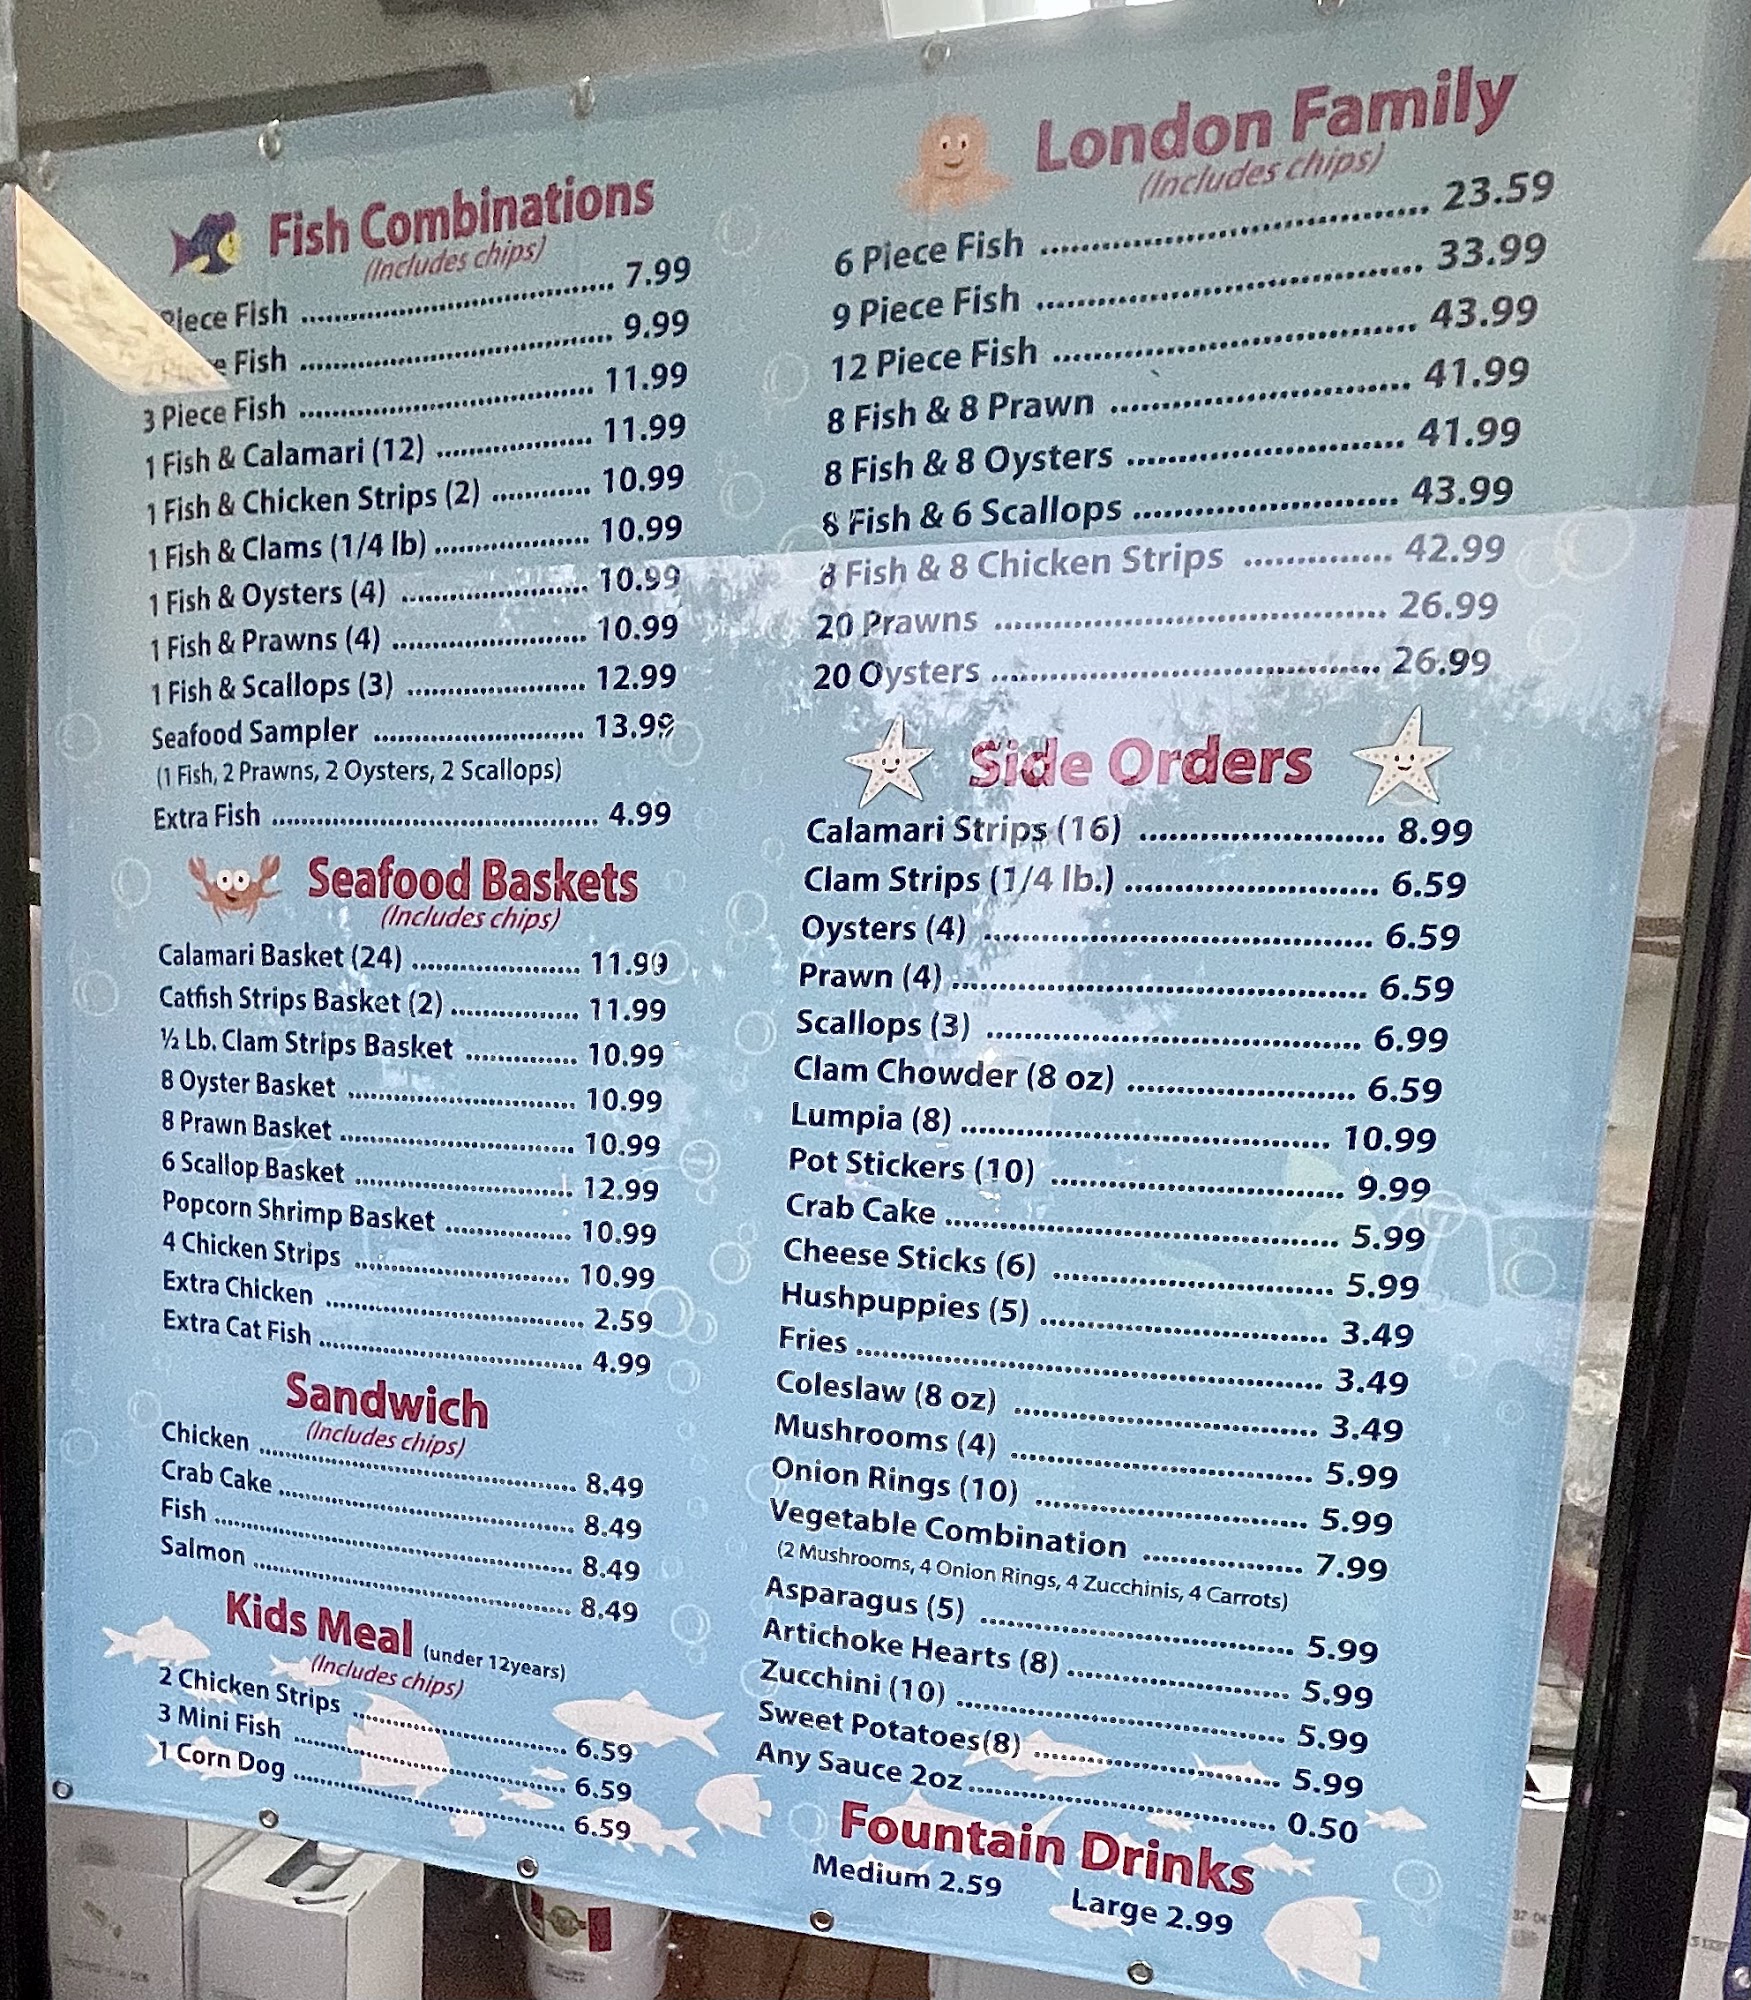 Fish Combinations
(Includes chips)
Piece Fish 7.99
Fish 9.99
3 Piece Fish 11.99
1 Fish & Calamari (12) 11.99
1 Fish & Chicken Strips (2) 10.99
1 Fish & Clams (1/4 lb) 10.99
1 Fish & Oysters (4) 10.99
1 Fish & Prawns (4) 10.99
1 Fish & Scallops (3) 12.99
Seafood Sampler 13.99
(1 Fish, 2 Prawns, 2 Oysters, 2 Scallops)
Extra Fish 4.99
Seafood Baskets
(Includes chips)
Calamari Basket (24) 11.99
Catfish Strips Basket (2) 11.99
½ Lb. Clam Strips Basket 10.99
8 Oyster Basket 10.99
8 Prawn Basket 10.99
6 Scallop Basket 12.99
Popcorn Shrimp Basket 10.99
4 Chicken Strips 10.99
Extra Chicken 2.59
Extra Cat Fish 4.99
Sandwich
(Includes chips)
Chicken 8.49
Crab Cake 8.49
Fish 8.49
Salmon 8.49
Kids Meal (under 12years)
(Includes chips)
2 Chicken Strips 6.59
3 Mini Fish 6.59
1 Corn Dog 6.59
London Family
(Includes chips)
6 Piece Fish 23.59
9 Piece Fish 33.99
12 Piece Fish 43.99
8 Fish & 8 Prawn 41.99
8 Fish & 8 Oysters 41.99
Fish & 6 Scallops 43.99
8 Fish & 8 Chicken Strips 42.99
20 Prawns 26.99
20 Oysters 26.99
Side Orders
Calamari Strips (16) 8.99
Clam Strips (1/4 lb.) 6.59
Oysters (4) 6.59
Prawn (4) 6.59
Scallops (3) 6.99
Clam Chowder (8 oz) 6.59
Lumpia (8) 10.99
Pot Stickers (10) 9.99
Crab Cake 5.99
Cheese Sticks (6) 5.99
Hushpuppies (5) 3.49
Fries 3.49
Coleslaw (8 oz) 3.49
Mushrooms (4) 5.99
Onion Rings (10) 5.99
Vegetable Combination 7.99
(2 Mushrooms, 4 Onion Rings, 4 Zucchinis, 4 Carrots)
Asparagus (5) 5.99
Artichoke Hearts (8) 5.99
Zucchini (10) 5.99
Sweet Potatoes(8) 5.99
Any Sauce 2oz 0.50
Fountain Drinks
Medium 2.59 Large 2.99